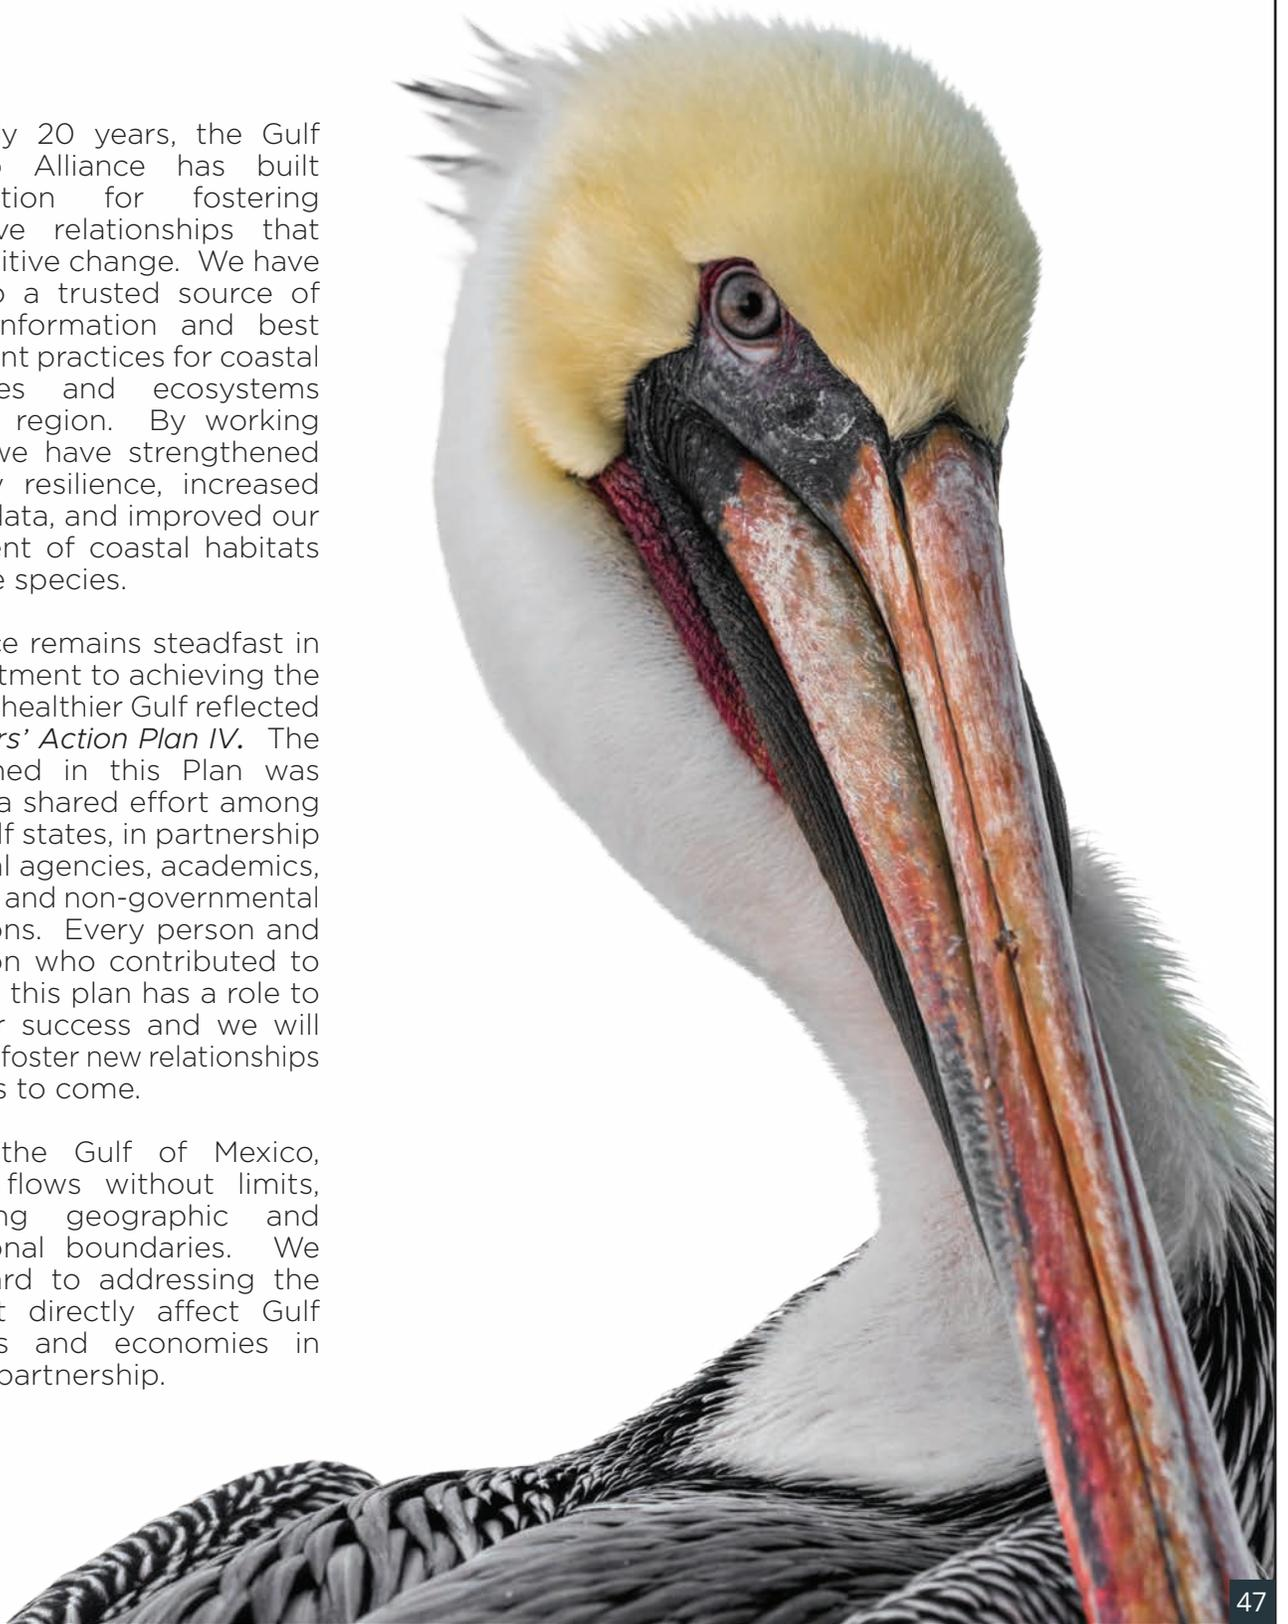 y 20 years, the Gulf
Alliance has built
tion for fostering
ve relationships that
itive change. We have
o a trusted source of
nformation and best
nt practices for coastal
es and ecosystems
region. By working
we have strengthened
y resilience, increased
data, and improved our
ent of coastal habitats
e species.
ce remains steadfast in
tment to achieving the
healthier Gulf reflected
rs’ Action Plan IV. The
ned in this Plan was
a shared effort among
lf states, in partnership
l agencies, academics,
and non-governmental
ons. Every person and
on who contributed to
this plan has a role to
r success and we will
foster new relationships
s to come.
the Gulf of Mexico,
flows without limits,
ng geographic and
onal boundaries. We
ard to addressing the
t directly affect Gulf
s and economies in
partnership.
47